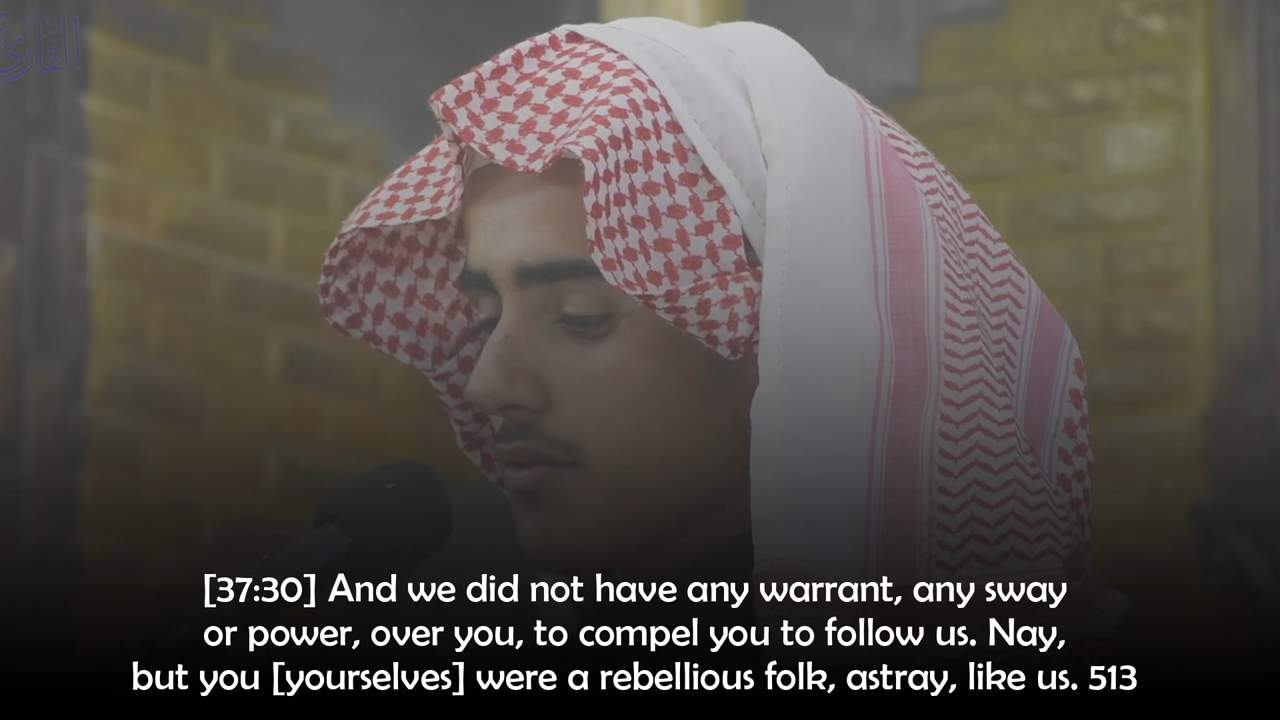 [37:30] And we did not have any warrant, any sway
or power, over you, to compel you to follow us. Nay,
but you [yourselves] were a rebellious folk, astray, like us. 513